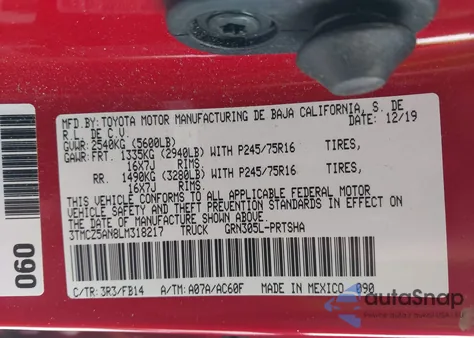 MFD.BY: TOYOTA MOTOR MANUFACTURING DE BAJA CALIFORNIA, S. DE
R.L. DE C.V. 12/19
GVWR: 2540KG (5600LB)
GAWR: FRT. 1335KG (2940LB) WITH P245/75R16 TIRES,
16X7J RIMS,
RR. 1490KG (3280LB) WITH P245/75R16 TIRES,
16X7J RIMS.
THIS VEHICLE CONFORMS TO ALL APPLICABLE FEDERAL MOTOR
VEHICLE SAFETY AND THEFT PREVENTION STANDARDS IN EFFECT ON
THE DATE OF MANUFACTURE SHOWN ABOVE.
3TMCZ5AN8LM318217 TRUCK GRN305L-PRTSHA
C/TR: 3R3/FB14 A/TM: A07A/AC60F MADE IN MEXICO 090
060
autoSnap